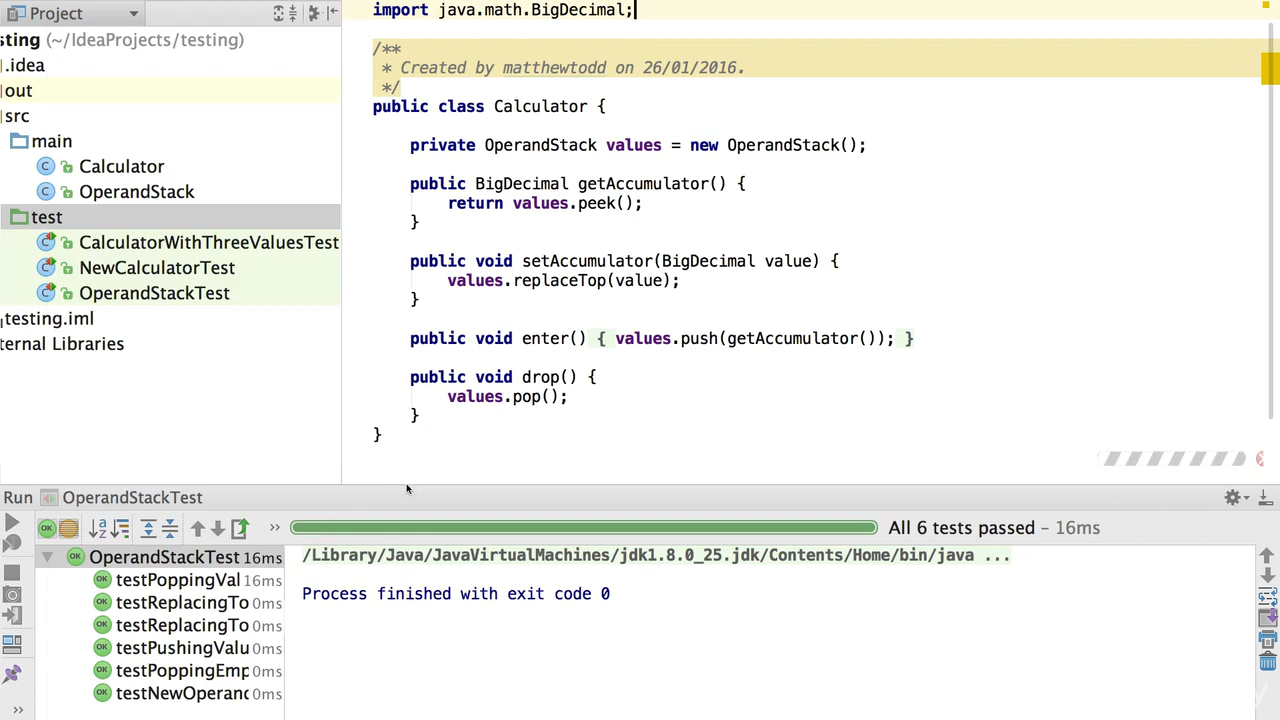 Project
import java.math.BigDecimal;
sting (~/IdeaProjects/testing)
.idea
out
src
main
Calculator
OperandStack
test
CalculatorWithThreeValuesTest
NewCalculatorTest
OperandStackTest
testing.iml
ternal Libraries
/**
* Created by matthewtodd on 26/01/2016.
*/
public class Calculator {
private OperandStack values = new OperandStack();
public BigDecimal getAccumulator() {
return values.peek();
}
public void setAccumulator(BigDecimal value) {
values.replaceTop(value);
}
public void enter() { values.push(getAccumulator()); }
public void drop() {
values.pop();
}
}
Run OperandStackTest
All 6 tests passed – 16ms
OperandStackTest 16ms
testPoppingVal 16ms
testReplacingTo 0ms
testReplacingTo 0ms
testPushingValu 0ms
testPoppingEmp 0ms
testNewOperand 0ms
/Library/Java/JavaVirtualMachines/jdk1.8.0_25.jdk/Contents/Home/bin/java ...
Process finished with exit code 0